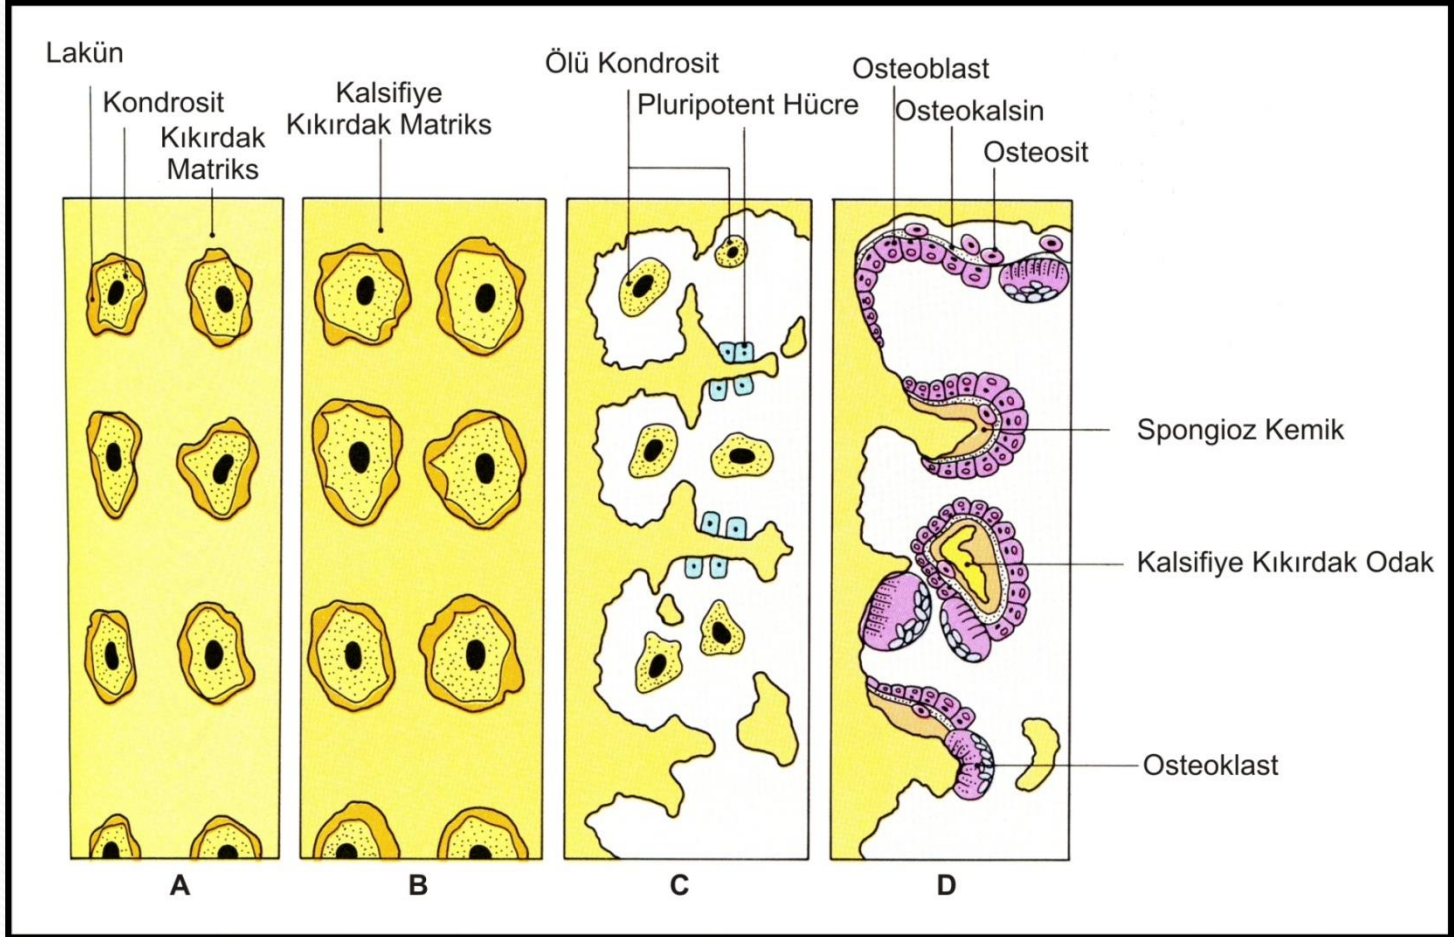 Lakün
Kondrosit
Kıkırdak
Matriks
Kalsifiye
Kıkırdak Matriks
Ölü Kondrosit
Pluripotent Hücre
Osteoblast
Osteokalsin
Osteosit
Spongioz Kemik
Kalsifiye Kıkırdak Odak
Osteoklast
A
B
C
D